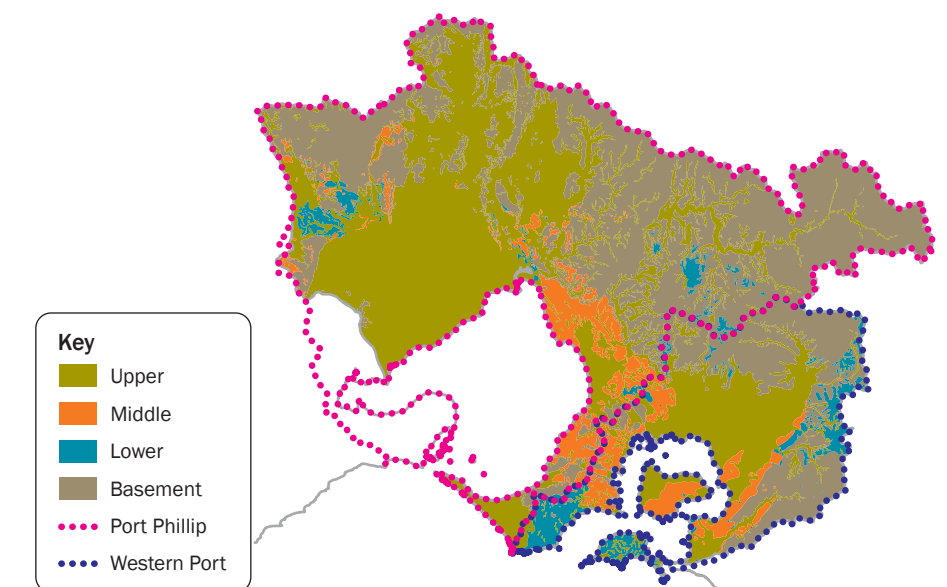 Key
Upper
Middle
Lower
Basement
Port Phillip
Western Port